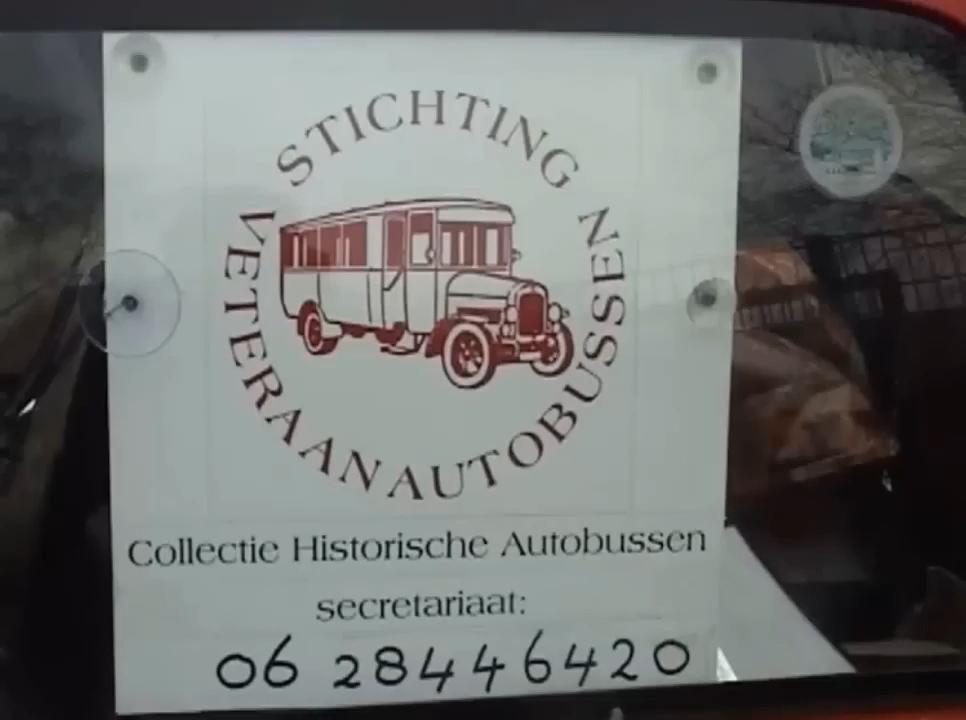 STICHTING
VETERAANAUTOBUSSEN
Collectie Historische Autobussen
secretariaat:
06 28446420